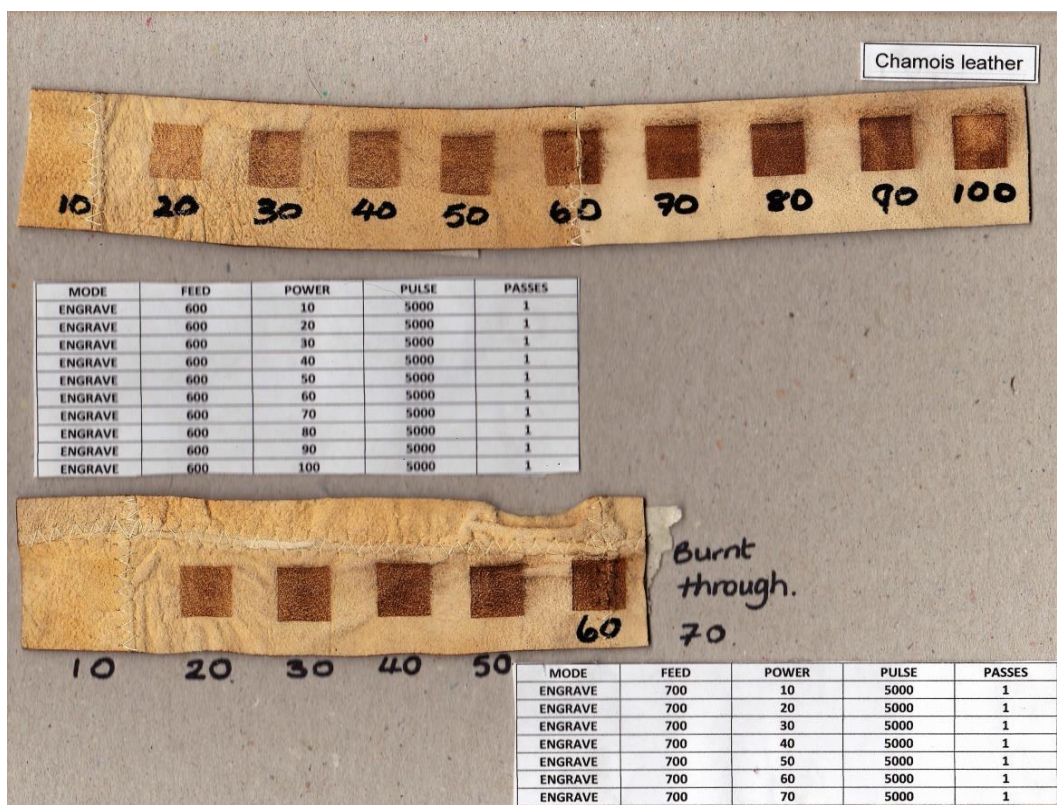 Chamois leather
10 20 30 40 50 60 70 80 90 100
MODE FEED POWER PULSE PASSES
ENGRAVE 600 10 5000 1
ENGRAVE 600 20 5000 1
ENGRAVE 600 30 5000 1
ENGRAVE 600 40 5000 1
ENGRAVE 600 50 5000 1
ENGRAVE 600 60 5000 1
ENGRAVE 600 70 5000 1
ENGRAVE 600 80 5000 1
ENGRAVE 600 90 5000 1
ENGRAVE 600 100 5000 1
Burnt
through.
10 20 30 40 50 60 70
MODE FEED POWER PULSE PASSES
ENGRAVE 700 10 5000 1
ENGRAVE 700 20 5000 1
ENGRAVE 700 30 5000 1
ENGRAVE 700 40 5000 1
ENGRAVE 700 50 5000 1
ENGRAVE 700 60 5000 1
ENGRAVE 700 70 5000 1